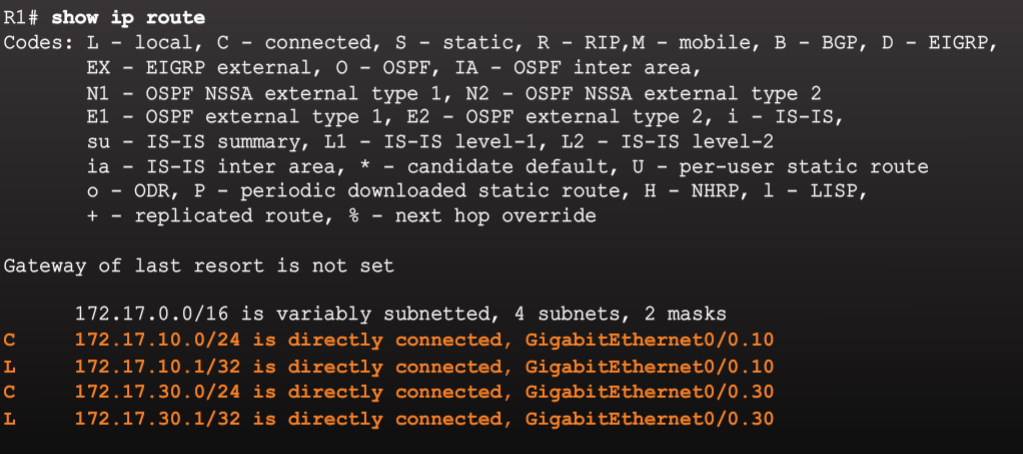 R1# show ip route
Codes: L - local, C - connected, S - static, R - RIP,M - mobile, B - BGP, D - EIGRP,
EX - EIGRP external, O - OSPF, IA - OSPF inter area,
N1 - OSPF NSSA external type 1, N2 - OSPF NSSA external type 2
E1 - OSPF external type 1, E2 - OSPF external type 2, i - IS-IS,
su - IS-IS summary, L1 - IS-IS level-1, L2 - IS-IS level-2
ia - IS-IS inter area, * - candidate default, U - per-user static route
o - ODR, P - periodic downloaded static route, H - NHRP, l - LISP,
+ - replicated route, % - next hop override
Gateway of last resort is not set
172.17.0.0/16 is variably subnetted, 4 subnets, 2 masks
C 172.17.10.0/24 is directly connected, GigabitEthernet0/0.10
L 172.17.10.1/32 is directly connected, GigabitEthernet0/0.10
C 172.17.30.0/24 is directly connected, GigabitEthernet0/0.30
L 172.17.30.1/32 is directly connected, GigabitEthernet0/0.30